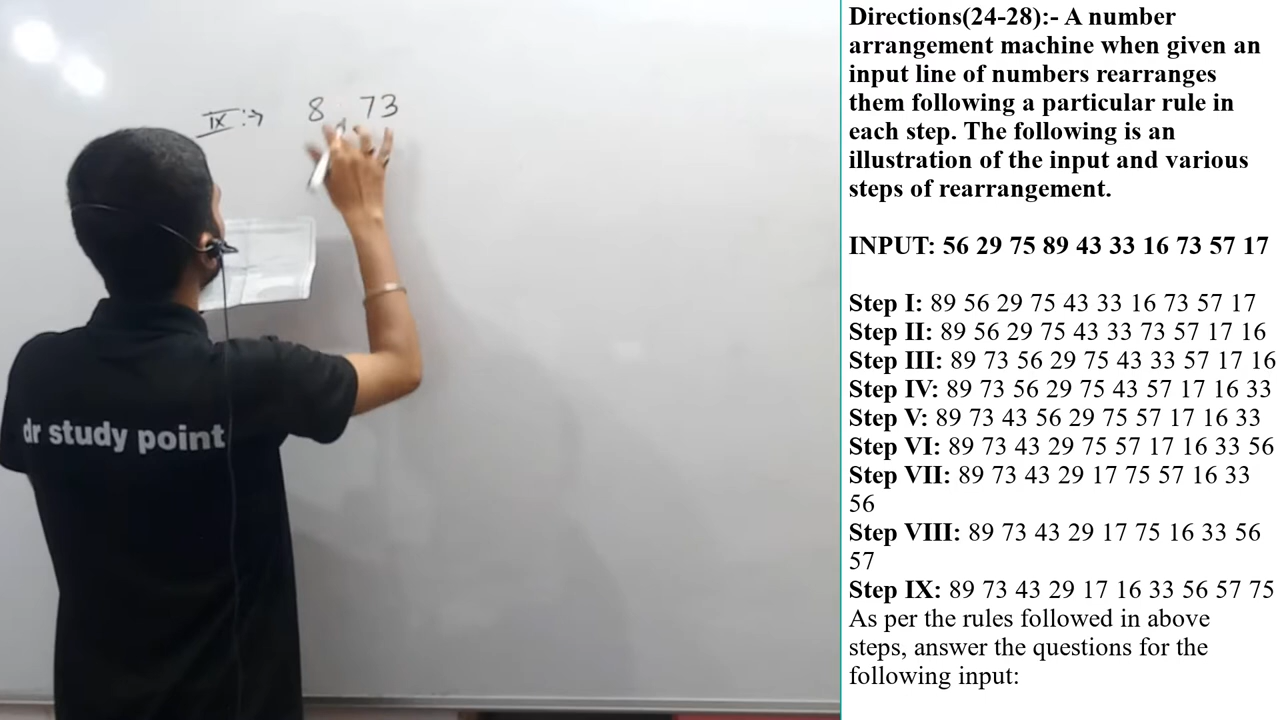 IX :→ 8 73
dr study point
Directions(24-28):- A number
arrangement machine when given an
input line of numbers rearranges
them following a particular rule in
each step. The following is an
illustration of the input and various
steps of rearrangement.
INPUT: 56 29 75 89 43 33 16 73 57 17
Step I: 89 56 29 75 43 33 16 73 57 17
Step II: 89 56 29 75 43 33 73 57 17 16
Step III: 89 73 56 29 75 43 33 57 17 16
Step IV: 89 73 56 29 75 43 57 17 16 33
Step V: 89 73 43 56 29 75 57 17 16 33
Step VI: 89 73 43 29 75 57 17 16 33 56
Step VII: 89 73 43 29 17 75 57 16 33
56
Step VIII: 89 73 43 29 17 75 16 33 56
57
Step IX: 89 73 43 29 17 16 33 56 57 75
As per the rules followed in above
steps, answer the questions for the
following input: